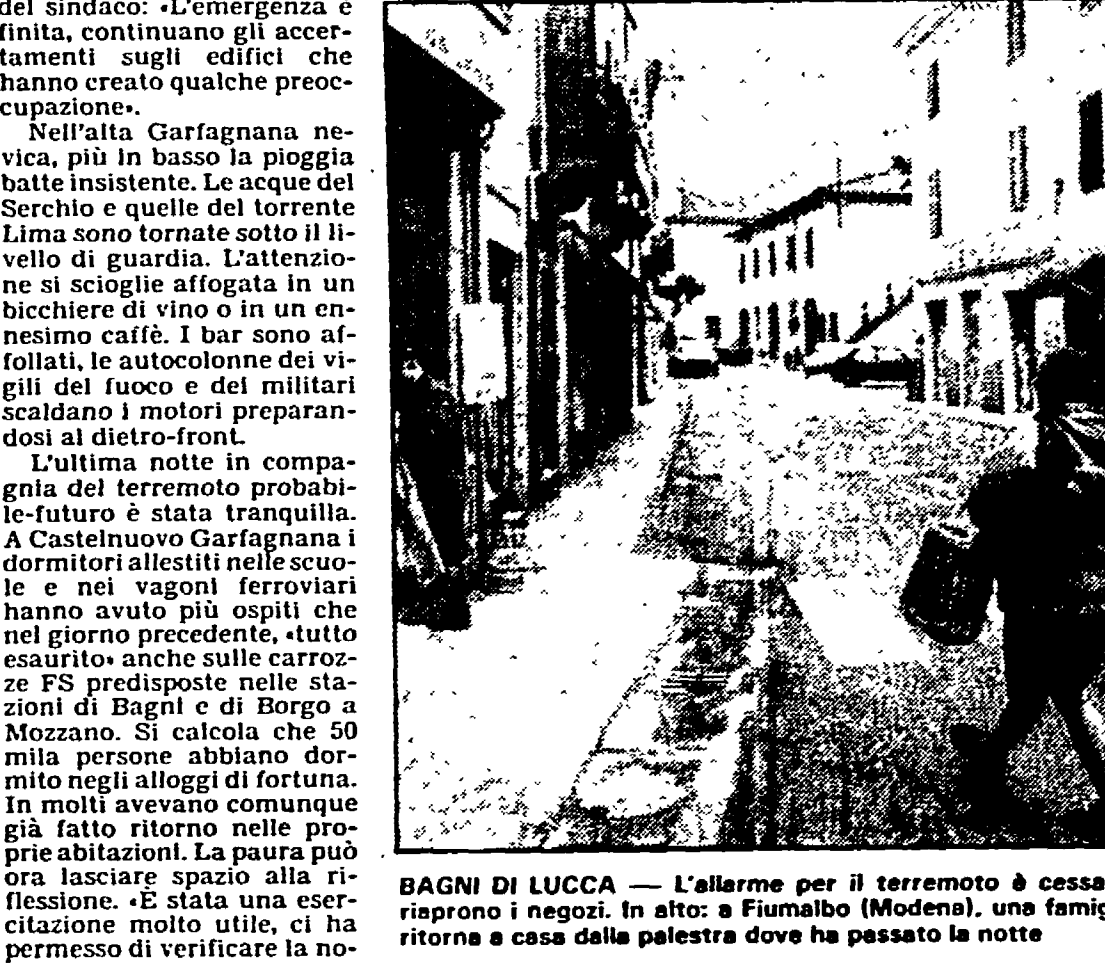 del sindaco: «L'emergenza è
finita, continuano gli accer-
tamenti sugli edifici che
hanno creato qualche preoc-
cupazione».
Nell'alta Garfagnana ne-
vica, più in basso la pioggia
batte insistente. Le acque del
Serchio e quelle del torrente
Lima sono tornate sotto il li-
vello di guardia. L'attenzio-
ne si scioglie affogata in un
bicchiere di vino o in un en-
nesimo caffè. I bar sono af-
follati, le autocolonne dei vi-
gili del fuoco e dei militari
scaldano i motori preparan-
dosi al dietro-front.
L'ultima notte in compa-
gnia del terremoto probabi-
le-futuro è stata tranquilla.
A Castelnuovo Garfagnana i
dormitori allestiti nelle scuo-
le e nei vagoni ferroviari
hanno avuto più ospiti che
nel giorno precedente, «tutto
esaurito» anche sulle carroz-
ze FS predisposte nelle sta-
zioni di Bagni e di Borgo a
Mozzano. Si calcola che 50
mila persone abbiano dor-
mito negli alloggi di fortuna.
In molti avevano comunque
già fatto ritorno nelle pro-
prie abitazioni. La paura può
ora lasciare spazio alla ri-
flessione. «È stata una eser-
citazione molto utile, ci ha
permesso di verificare la no-
BAGNI DI LUCCA — L'allarme per il terremoto è cessa
riaprono i negozi. In alto: a Fiumalbo (Modena), una famig
ritorna a casa dalla palestra dove ha passato la notte